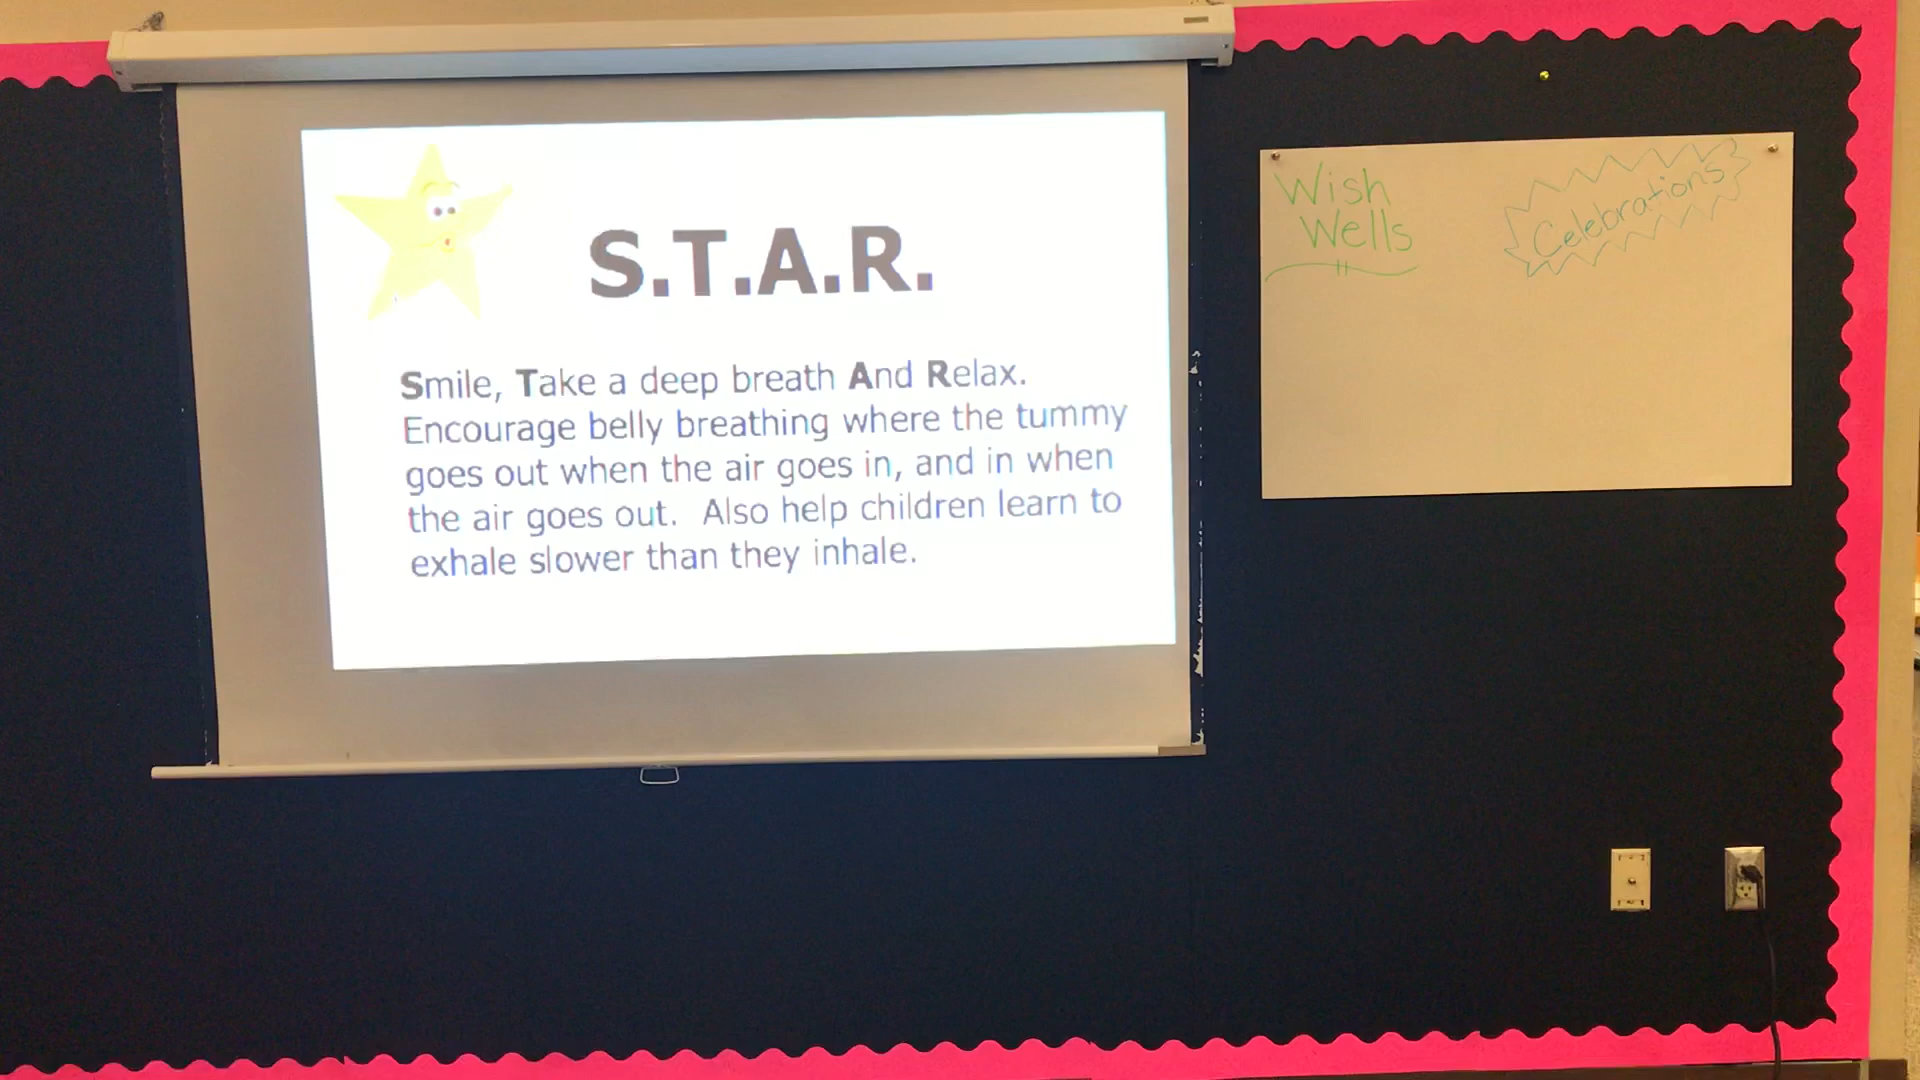 S.T.A.R.
Smile, Take a deep breath And Relax.
Encourage belly breathing where the tummy
goes out when the air goes in, and in when
the air goes out.  Also help children learn to
exhale slower than they inhale.
Wish
Wells
Celebrations